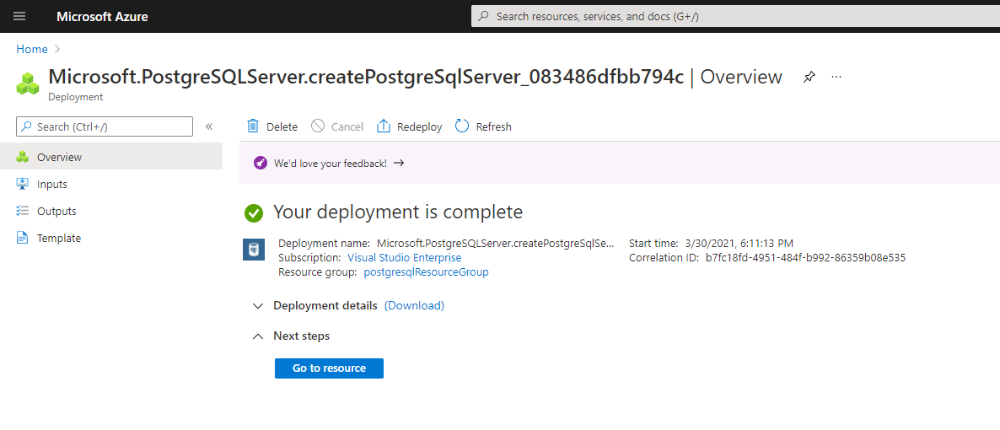 Microsoft Azure
Search resources, services, and docs (G+/)
Home
Microsoft.PostgreSQLServer.createPostgreSqlServer_083486dfbb794c | Overview
Deployment
Search (Ctrl+/)
«
Delete
Cancel
Redeploy
Refresh
Overview
Inputs
Outputs
Template
We'd love your feedback! →
Your deployment is complete
Deployment name: Microsoft.PostgreSQLServer.createPostgreSqlSe...
Subscription: Visual Studio Enterprise
Resource group: postgresqlResourceGroup
Start time: 3/30/2021, 6:11:13 PM
Correlation ID: b7fc18fd-4951-484f-b992-86359b08e535
Deployment details (Download)
Next steps
Go to resource